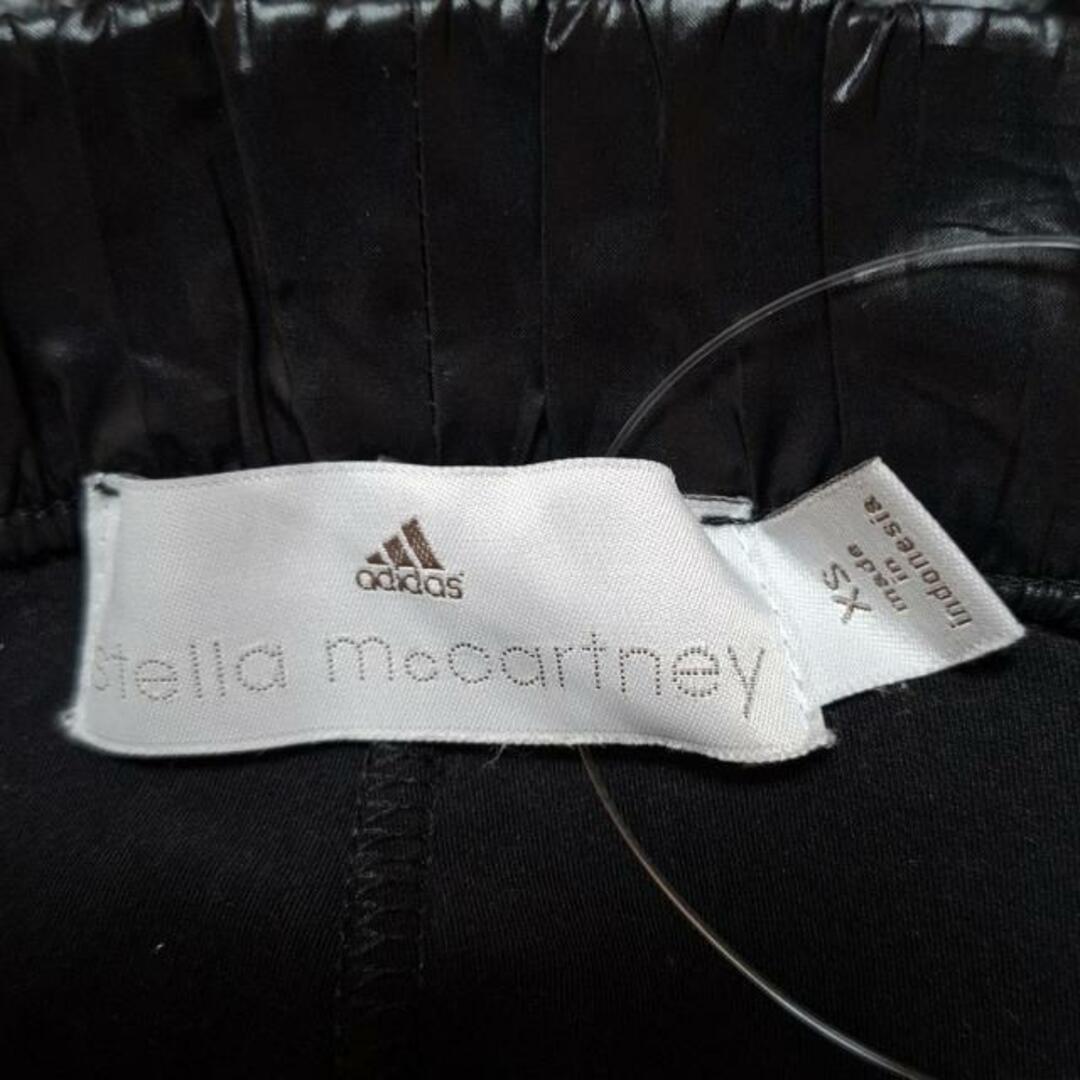 adidas
stella mccartney
xs
made
in
indonesia